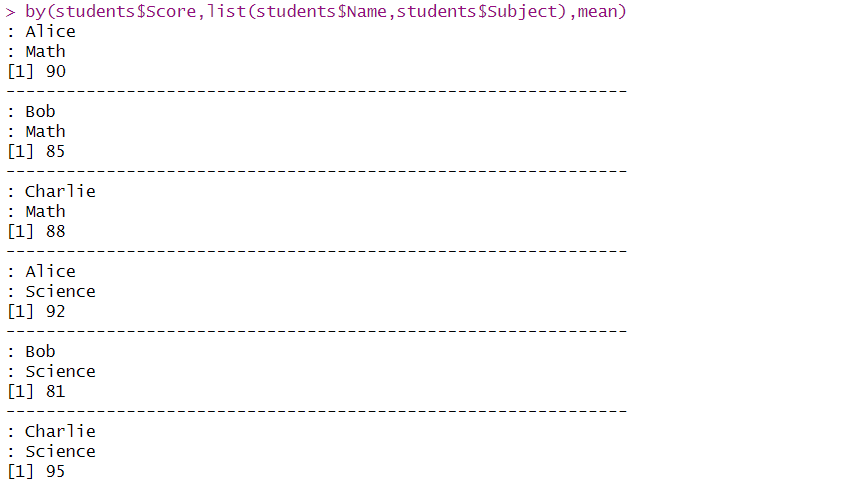 > by(students$Score,list(students$Name,students$Subject),mean)
: Alice
: Math
[1] 90
---------------------------------------------------------------
: Bob
: Math
[1] 85
---------------------------------------------------------------
: Charlie
: Math
[1] 88
---------------------------------------------------------------
: Alice
: Science
[1] 92
---------------------------------------------------------------
: Bob
: Science
[1] 81
---------------------------------------------------------------
: Charlie
: Science
[1] 95